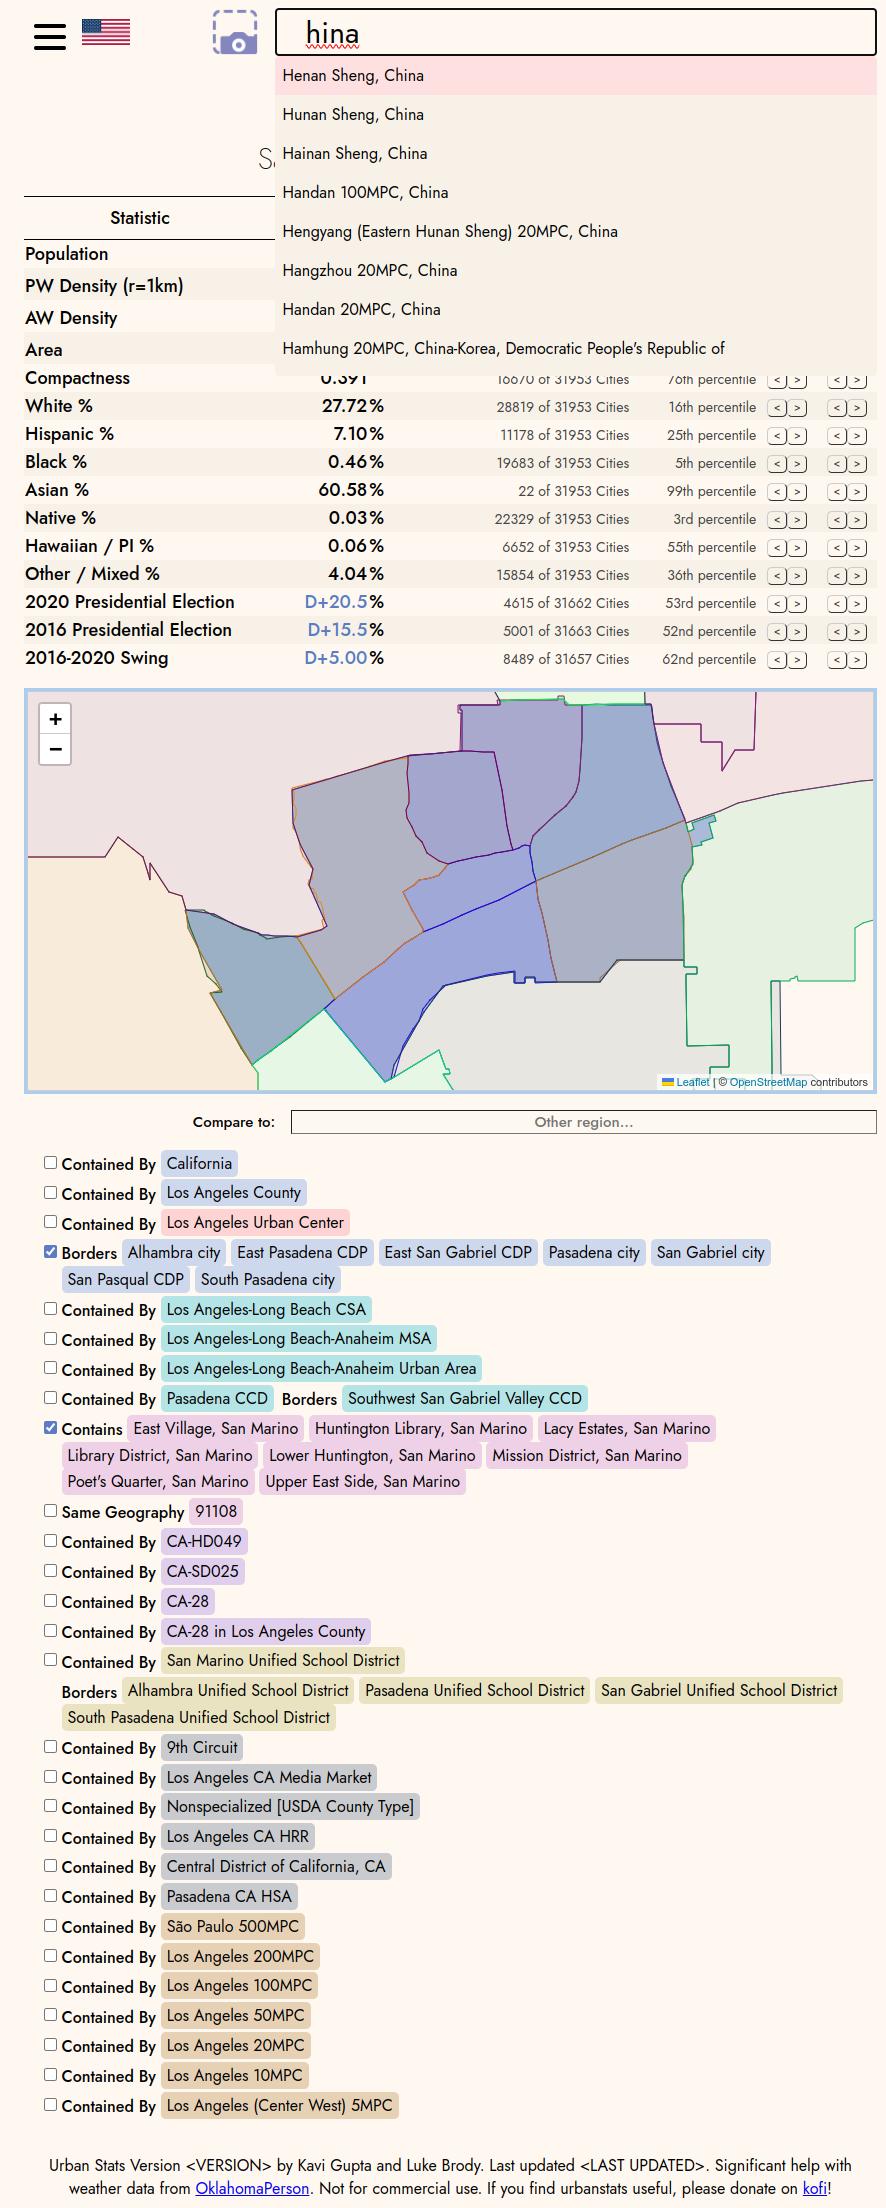 hina
Henan Sheng, China
Hunan Sheng, China
Hainan Sheng, China
Handan 100MPC, China
Hengyang (Eastern Hunan Sheng) 20MPC, China
Hangzhou 20MPC, China
Handan 20MPC, China
Hamhung 20MPC, China-Korea, Democratic People's Republic of
Statistic
Population
PW Density (r=1km)
AW Density
Area
Compactness 0.391 16670 of 31953 Cities 76th percentile < > < >
White % 27.72% 28819 of 31953 Cities 16th percentile < > < >
Hispanic % 7.10% 11178 of 31953 Cities 25th percentile < > < >
Black % 0.46% 19683 of 31953 Cities 5th percentile < > < >
Asian % 60.58% 22 of 31953 Cities 99th percentile < > < >
Native % 0.03% 22329 of 31953 Cities 3rd percentile < > < >
Hawaiian / PI % 0.06% 6652 of 31953 Cities 55th percentile < > < >
Other / Mixed % 4.04% 15854 of 31953 Cities 36th percentile < > < >
2020 Presidential Election D+20.5% 4615 of 31662 Cities 53rd percentile < > < >
2016 Presidential Election D+15.5% 5001 of 31663 Cities 52nd percentile < > < >
2016-2020 Swing D+5.00% 8489 of 31657 Cities 62nd percentile < > < >
+
−
Leaflet | © OpenStreetMap contributors
Compare to: Other region...
Contained By California
Contained By Los Angeles County
Contained By Los Angeles Urban Center
Borders Alhambra city East Pasadena CDP East San Gabriel CDP Pasadena city San Gabriel city
San Pasqual CDP South Pasadena city
Contained By Los Angeles-Long Beach CSA
Contained By Los Angeles-Long Beach-Anaheim MSA
Contained By Los Angeles-Long Beach-Anaheim Urban Area
Contained By Pasadena CCD Borders Southwest San Gabriel Valley CCD
Contains East Village, San Marino Huntington Library, San Marino Lacy Estates, San Marino
Library District, San Marino Lower Huntington, San Marino Mission District, San Marino
Poet's Quarter, San Marino Upper East Side, San Marino
Same Geography 91108
Contained By CA-HD049
Contained By CA-SD025
Contained By CA-28
Contained By CA-28 in Los Angeles County
Contained By San Marino Unified School District
Borders Alhambra Unified School District Pasadena Unified School District San Gabriel Unified School District
South Pasadena Unified School District
Contained By 9th Circuit
Contained By Los Angeles CA Media Market
Contained By Nonspecialized [USDA County Type]
Contained By Los Angeles CA HRR
Contained By Central District of California, CA
Contained By Pasadena CA HSA
Contained By São Paulo 500MPC
Contained By Los Angeles 200MPC
Contained By Los Angeles 100MPC
Contained By Los Angeles 50MPC
Contained By Los Angeles 20MPC
Contained By Los Angeles 10MPC
Contained By Los Angeles (Center West) 5MPC
Urban Stats Version <VERSION> by Kavi Gupta and Luke Brody. Last updated <LAST UPDATED>. Significant help with
weather data from OklahomaPerson. Not for commercial use. If you find urbanstats useful, please donate on kofi!